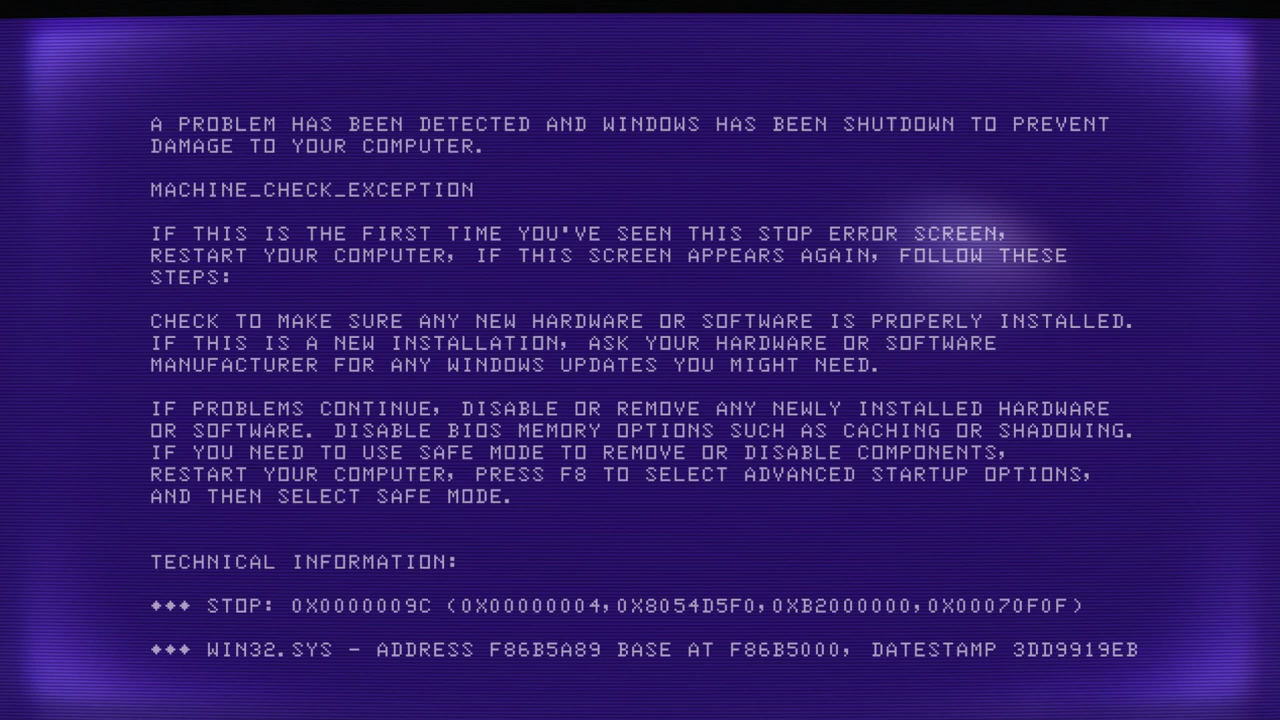 A PROBLEM HAS BEEN DETECTED AND WINDOWS HAS BEEN SHUTDOWN TO PREVENT
DAMAGE TO YOUR COMPUTER.
MACHINE_CHECK_EXCEPTION
IF THIS IS THE FIRST TIME YOU'VE SEEN THIS STOP ERROR SCREEN,
RESTART YOUR COMPUTER, IF THIS SCREEN APPEARS AGAIN, FOLLOW THESE
STEPS:
CHECK TO MAKE SURE ANY NEW HARDWARE OR SOFTWARE IS PROPERLY INSTALLED.
IF THIS IS A NEW INSTALLATION, ASK YOUR HARDWARE OR SOFTWARE
MANUFACTURER FOR ANY WINDOWS UPDATES YOU MIGHT NEED.
IF PROBLEMS CONTINUE, DISABLE OR REMOVE ANY NEWLY INSTALLED HARDWARE
OR SOFTWARE. DISABLE BIOS MEMORY OPTIONS SUCH AS CACHING OR SHADOWING.
IF YOU NEED TO USE SAFE MODE TO REMOVE OR DISABLE COMPONENTS,
RESTART YOUR COMPUTER, PRESS F8 TO SELECT ADVANCED STARTUP OPTIONS,
AND THEN SELECT SAFE MODE.
TECHNICAL INFORMATION:
◆◆◆ STOP: 0X0000009C (0X00000004,0X8054D5F0,0XB2000000,0X00070F0F)
◆◆◆ WIN32.SYS - ADDRESS F86B5A89 BASE AT F86B5000, DATESTAMP 3DD9919EB